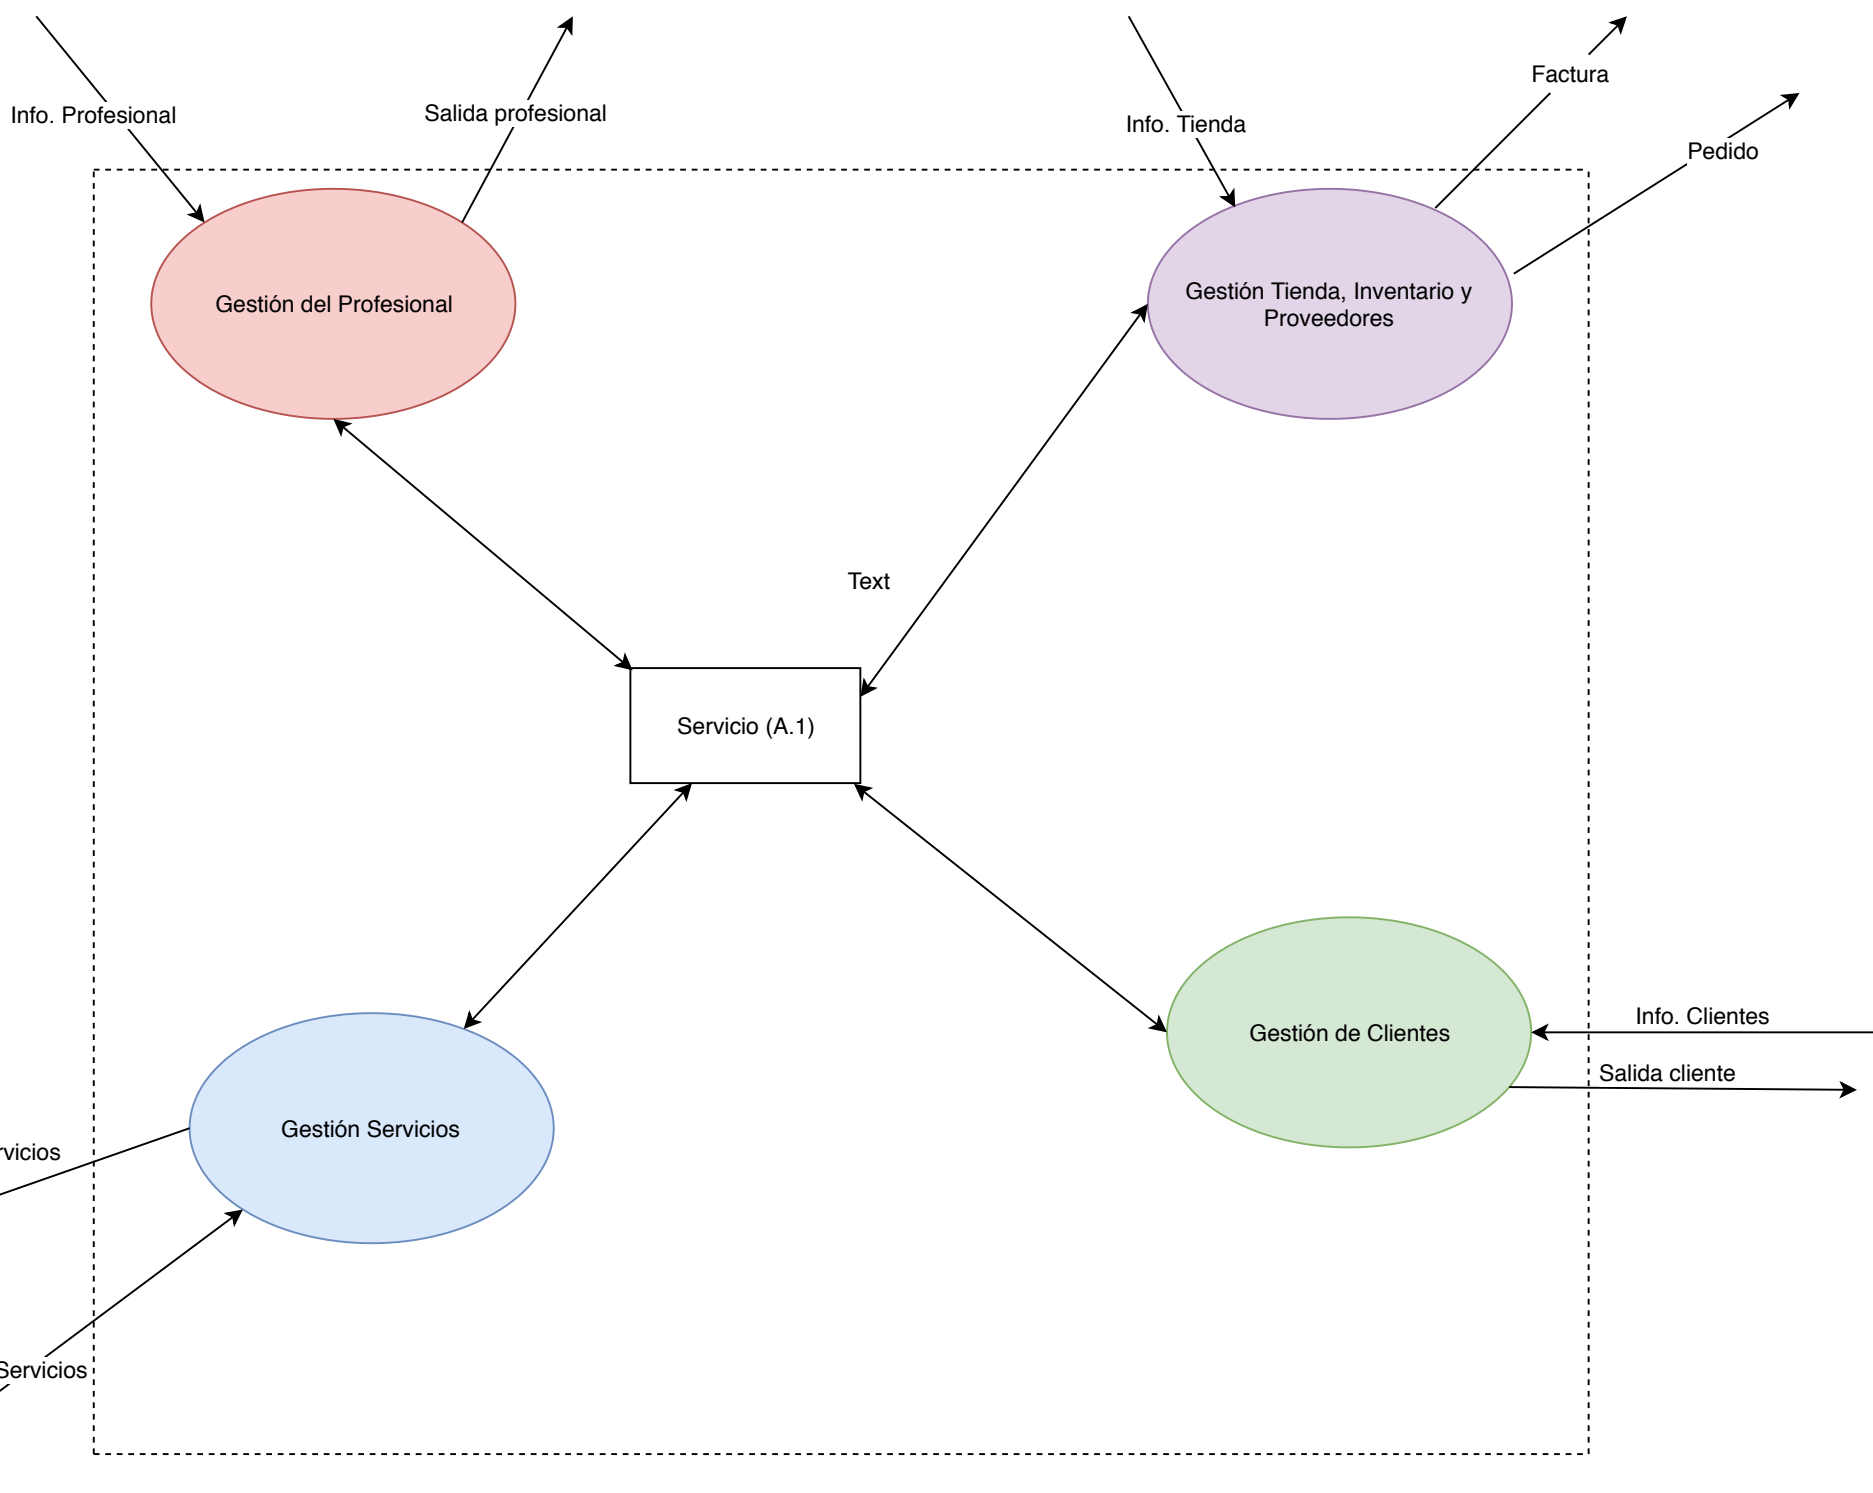 Factura
Info. Profesional
Salida profesional
Info. Tienda
Pedido
Gestión del Profesional
Gestión Tienda, Inventario y
Proveedores
Text
Servicio (A.1)
Info. Clientes
Gestión de Clientes
Salida cliente
Gestión Servicios
Servicios